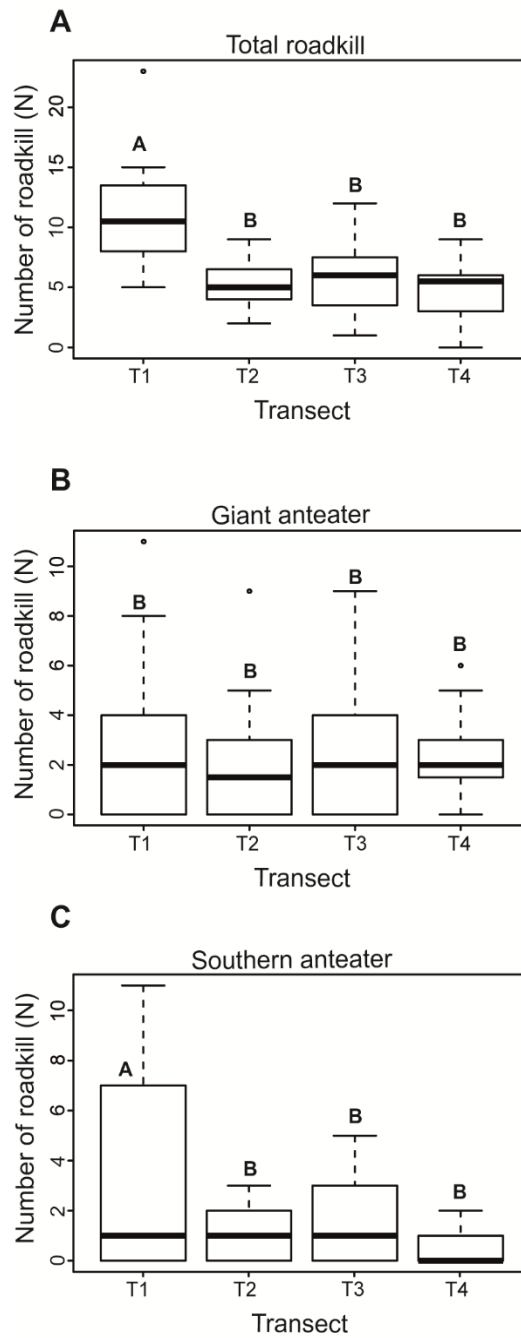 A
Total roadkill
Number of roadkill (N)
20
15
10
5
0
A
B
B
B
T1 T2 T3 T4
Transect
B
Giant anteater
Number of roadkill (N)
10
8
6
4
2
0
B
B
B
B
T1 T2 T3 T4
Transect
C
Southern anteater
Number of roadkill (N)
10
8
6
4
2
0
A
B
B
B
T1 T2 T3 T4
Transect